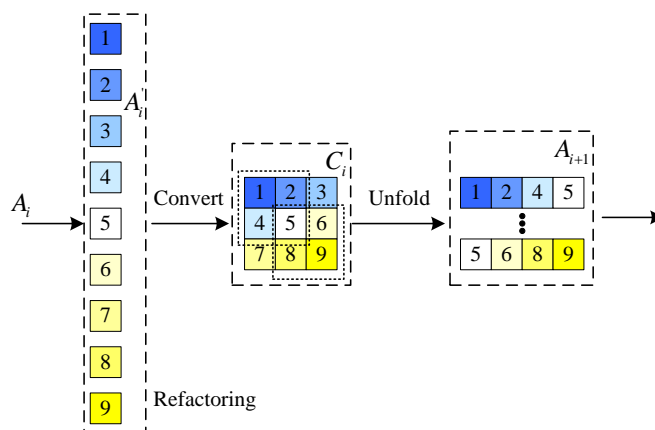 A_i
1
2
A_i'
3
4
5
6
7
8
9
Refactoring
Convert
C_i
1 2 3
4 5 6
7 8 9
Unfold
A_{i+1}
1 2 4 5
5 6 8 9